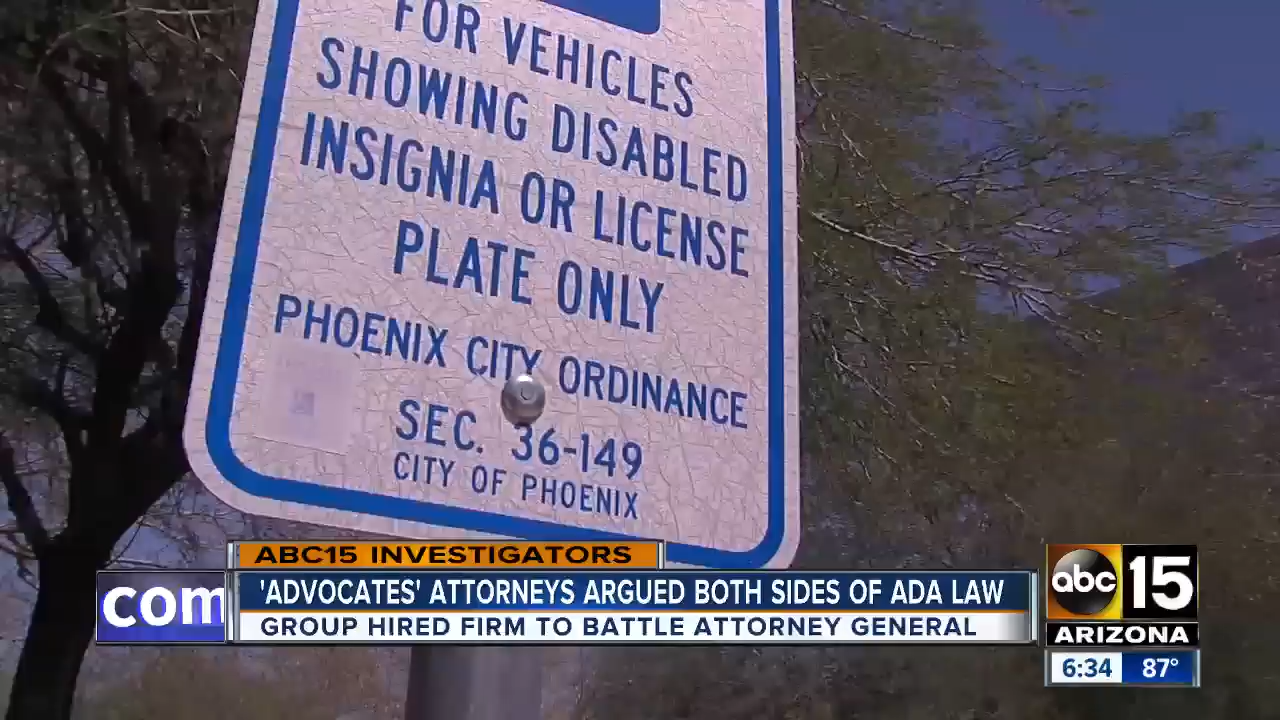 FOR VEHICLES
SHOWING DISABLED
INSIGNIA OR LICENSE
PLATE ONLY
PHOENIX CITY ORDINANCE
SEC. 36-149
CITY OF PHOENIX
ABC15 INVESTIGATORS
com
'ADVOCATES' ATTORNEYS ARGUED BOTH SIDES OF ADA LAW
GROUP HIRED FIRM TO BATTLE ATTORNEY GENERAL
abc 15
ARIZONA
6:34 87°